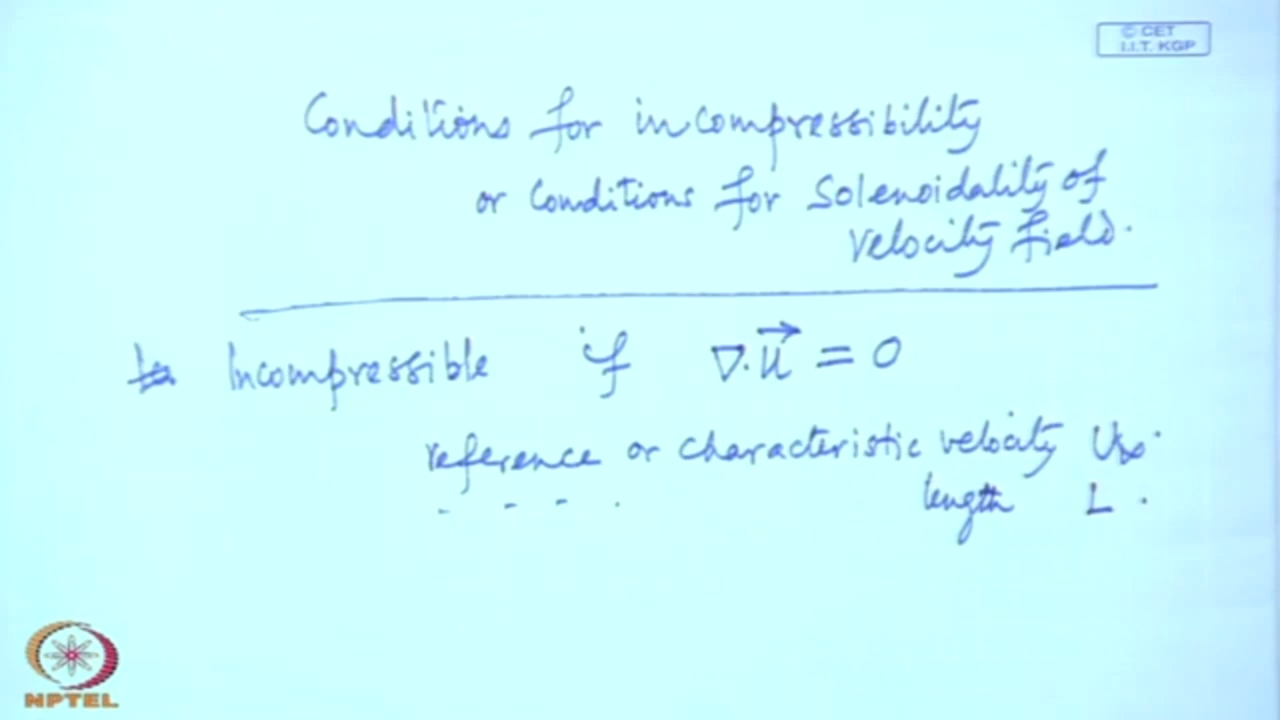 © CET
I.I.T. KGP
Conditions for incompressibility
or Conditions for Solenoidality of
Velocity field.
Incompressible if ∇.u⃗ = 0
reference or characteristic velocity U∞.
- - - . length L .
NPTEL